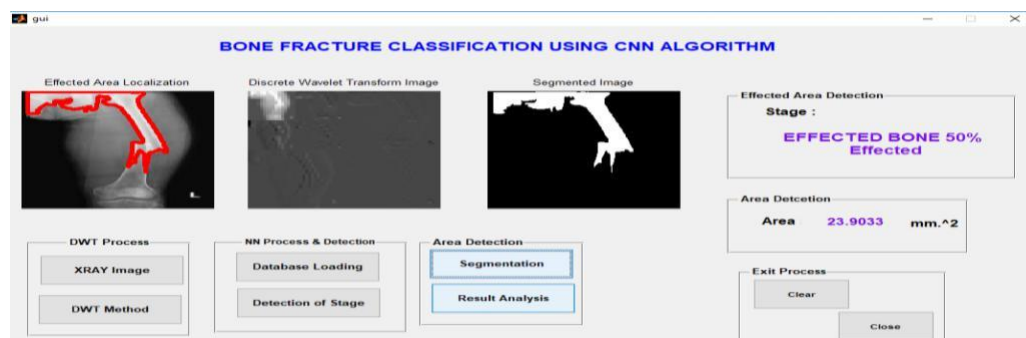 gui
BONE FRACTURE CLASSIFICATION USING CNN ALGORITHM
Effected Area Localization
Discrete Wavelet Transform Image
Segmented Image
Effected Area Detection
Stage :
EFFECTED BONE 50%
Effected
Area Detcetion
Area 23.9033 mm.^2
DWT Process
XRAY Image
DWT Method
NN Process & Detection
Database Loading
Detection of Stage
Area Detection
Segmentation
Result Analysis
Exit Process
Clear
Close